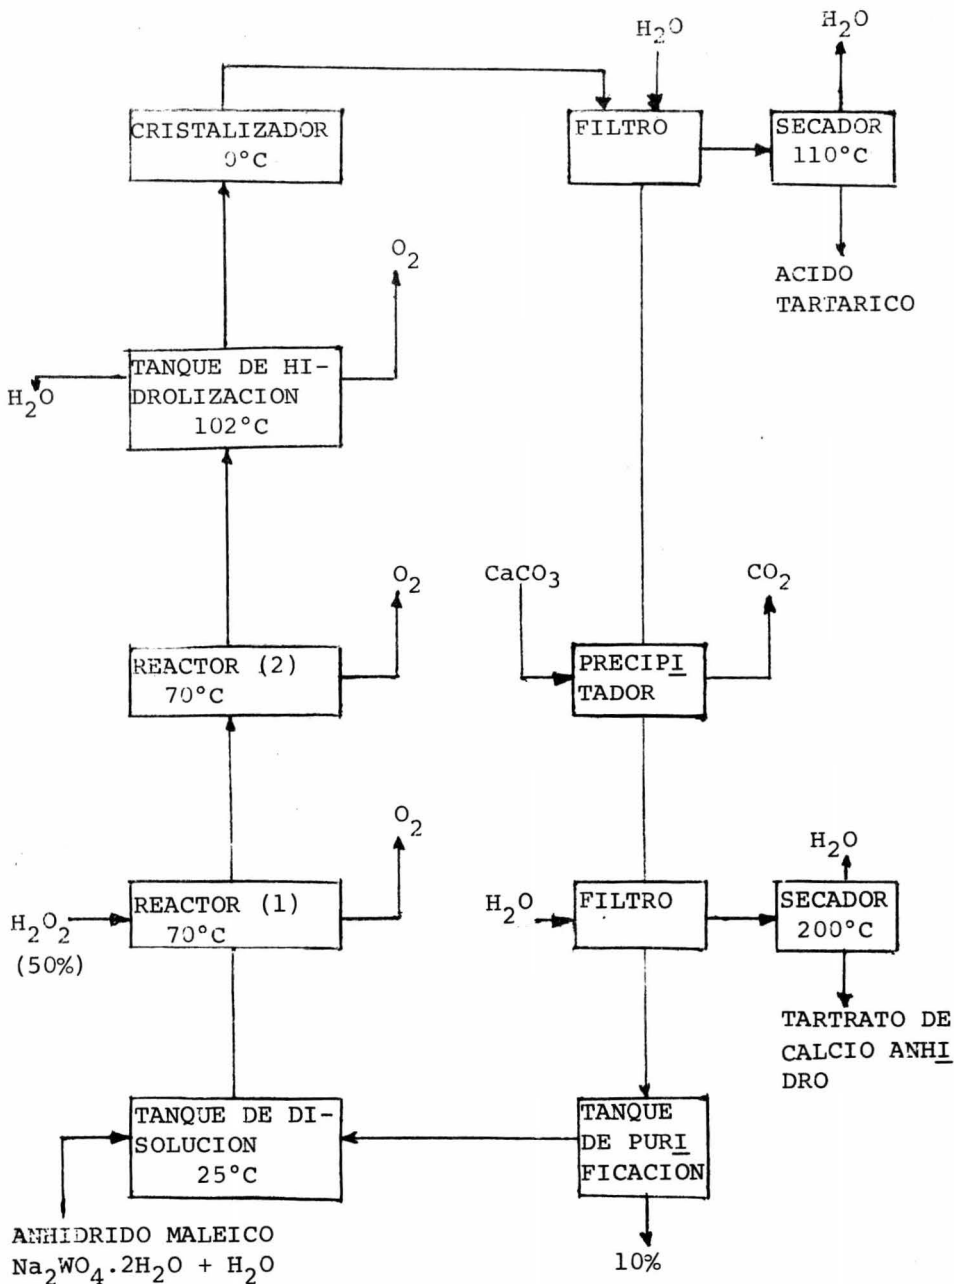 H2O
H2O
CRISTALIZADOR
0°C
FILTRO
SECADOR
110°C
ACIDO
TARTARICO
O2
TANQUE DE HI-
DROLIZACION
102°C
H2O
O2
CaCO3
CO2
REACTOR (2)
70°C
PRECIPI
TADOR
O2
H2O
H2O2
(50%)
REACTOR (1)
70°C
H2O
FILTRO
SECADOR
200°C
TARTRATO DE
CALCIO ANHI
DRO
TANQUE DE DI-
SOLUCION
25°C
TANQUE
DE PURI
FICACION
ANHIDRIDO MALEICO
Na2WO4.2H2O + H2O
10%